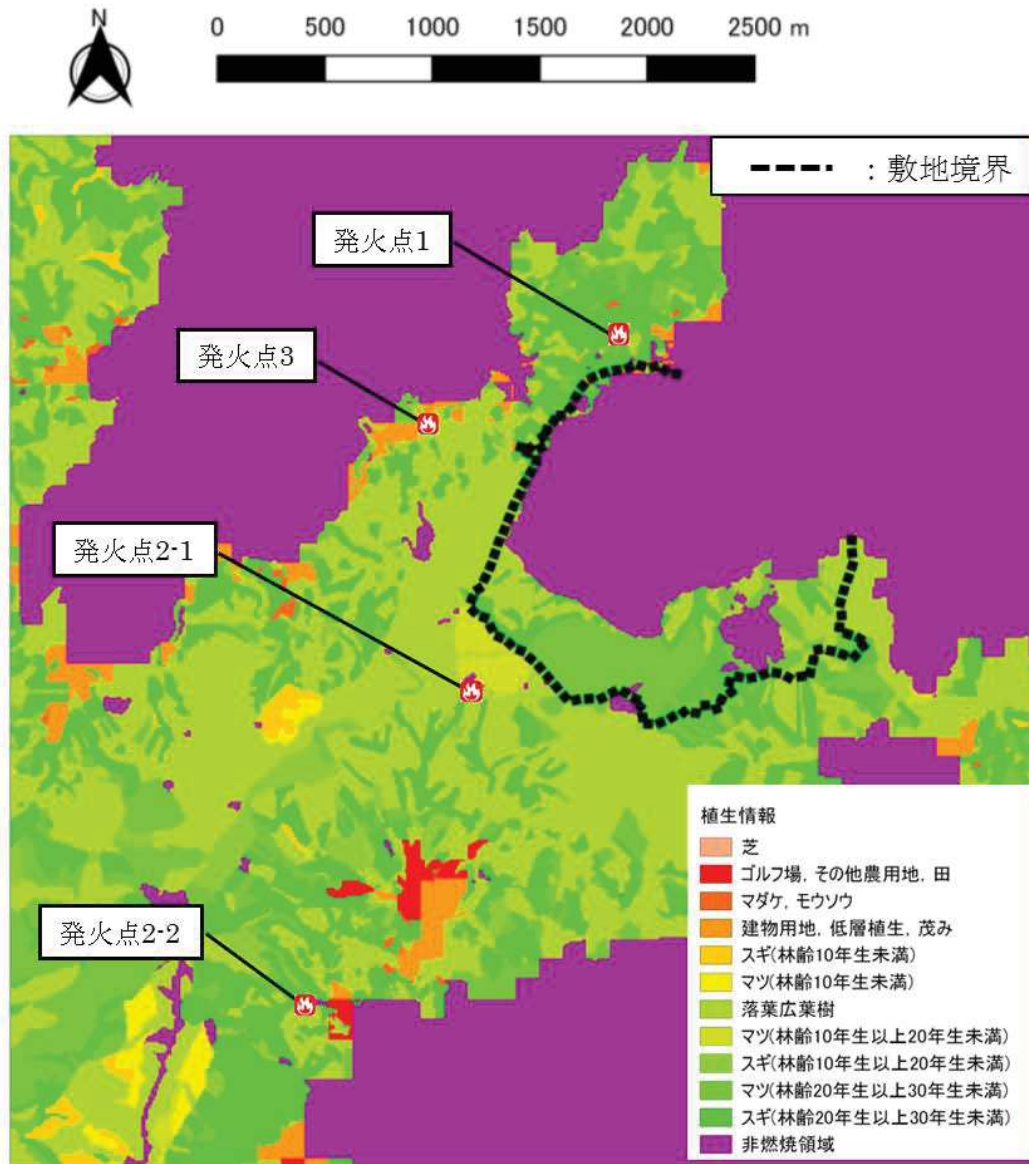 N
0 500 1000 1500 2000 2500 m
：敷地境界
発火点1
発火点3
発火点2-1
発火点2-2
植生情報
芝
ゴルフ場，その他農用地，田
マダケ，モウソウ
建物用地，低層植生，茂み
スギ(林齢10年生未満)
マツ(林齢10年生未満)
落葉広葉樹
マツ(林齢10年生以上20年生未満)
スギ(林齢10年生以上20年生未満)
マツ(林齢20年生以上30年生未満)
スギ(林齢20年生以上30年生未満)
非燃焼領域